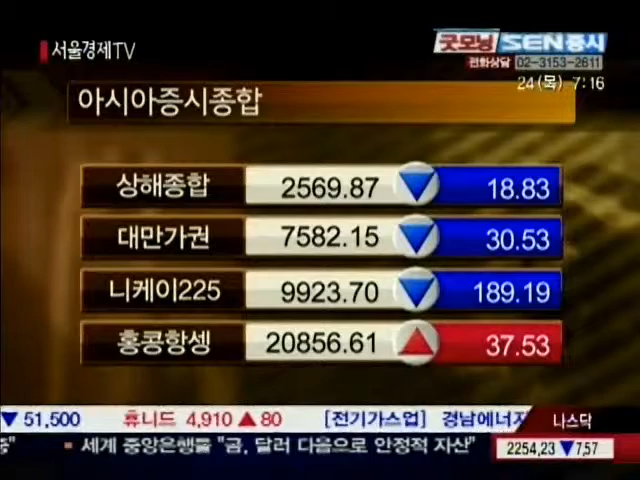 서울경제TV
굿모닝 SEN증시
전화상담 02-3153-2611
24(목) 7:16
아시아증시종합
상해종합 2569.87 ▼ 18.83
대만가권 7582.15 ▼ 30.53
니케이225 9923.70 ▼ 189.19
홍콩항셍 20856.61 ▲ 37.53
▼ 51,500 휴니드 4,910 ▲ 80 [전기가스업] 경남에너지
나스닥
▪ 세계 중앙은행들 "금, 달러 다음으로 안정적 자산"
2254,23 ▼7,57